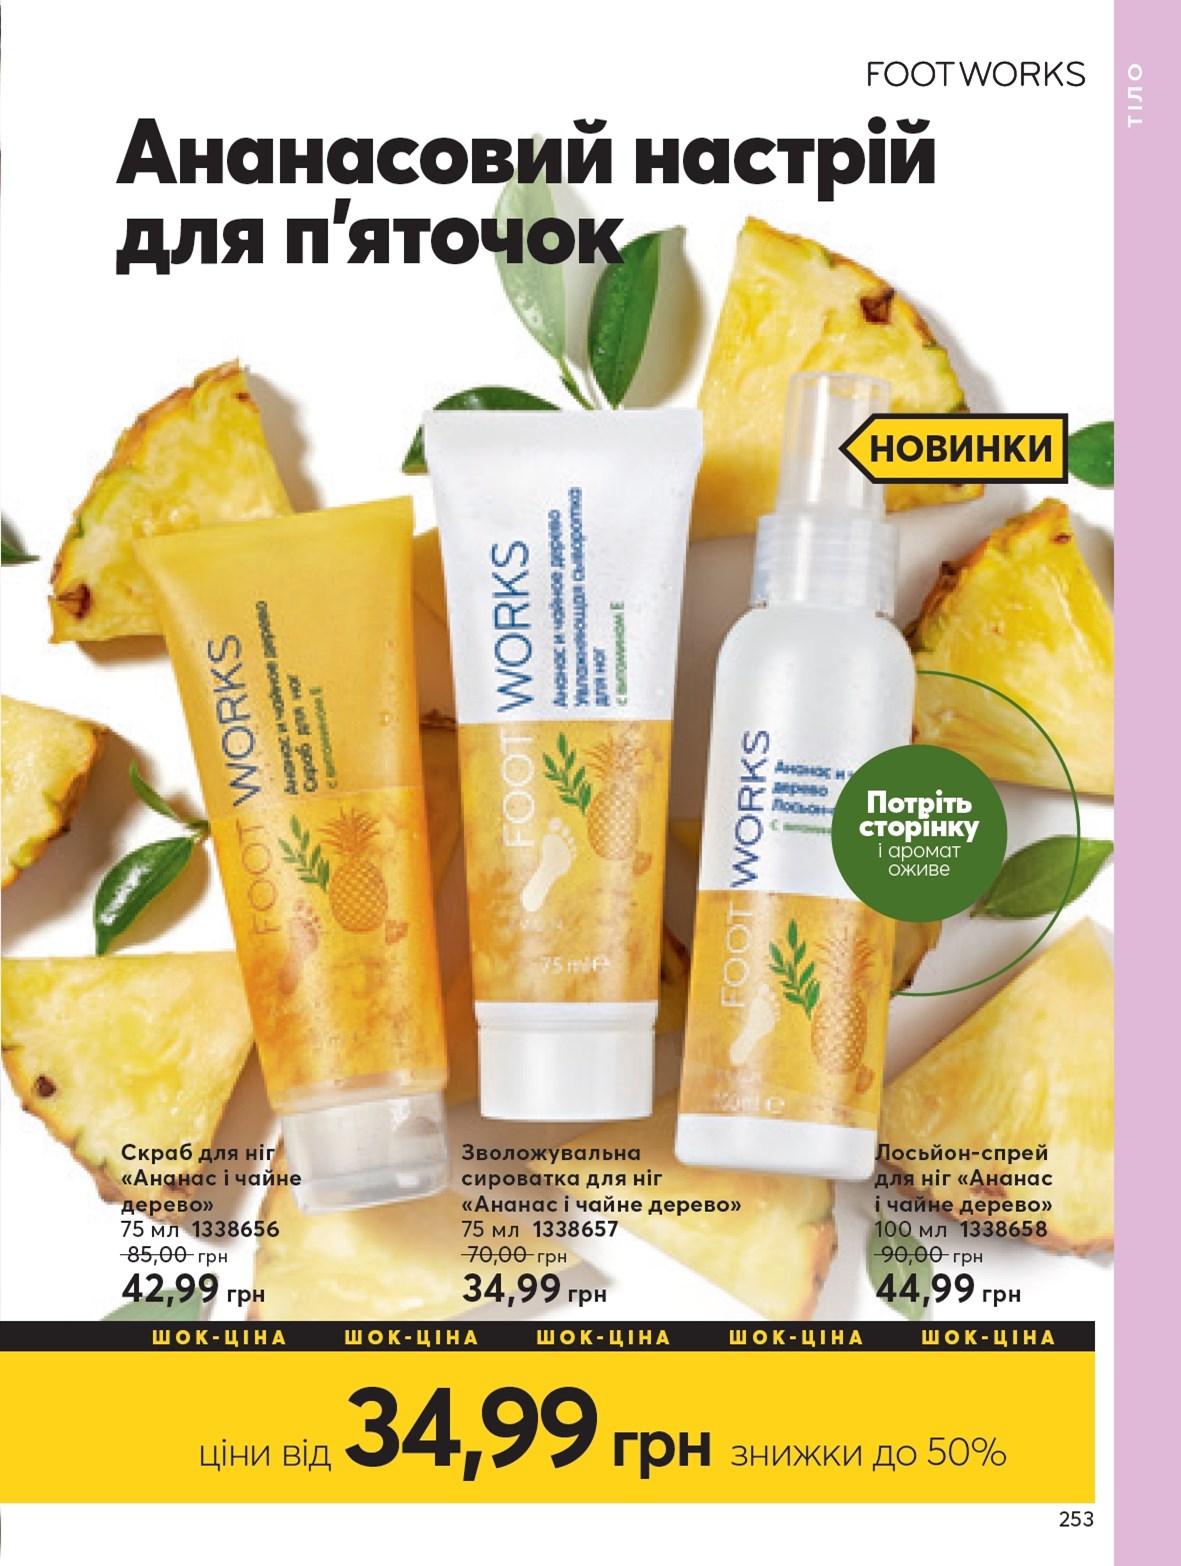 FOOTWORKS
ТІЛО
Ананасовий настрій
для п’яточок
НОВИНКИ
FOOT WORKS
Ананас и чайное дерево
Скраб для ног
с витамином Е
FOOT WORKS
Ананас и чайное дерево
Увлажняющая сыворотка
для ног
с витамином Е
75 ml e
FOOT WORKS
Ананас и ч
дерево
Лосьон-с
С витамин
100 ml e
Потріть
сторінку
і аромат
оживе
Скраб для ніг
«Ананас і чайне
дерево»
75 мл 1338656
85,00 грн
42,99 грн
Зволожувальна
сироватка для ніг
«Ананас і чайне дерево»
75 мл 1338657
70,00 грн
34,99 грн
Лосьйон-спрей
для ніг «Ананас
і чайне дерево»
100 мл 1338658
90,00 грн
44,99 грн
ШОК-ЦІНА ШОК-ЦІНА ШОК-ЦІНА ШОК-ЦІНА ШОК-ЦІНА
ціни від 34,99 грн знижки до 50%
253